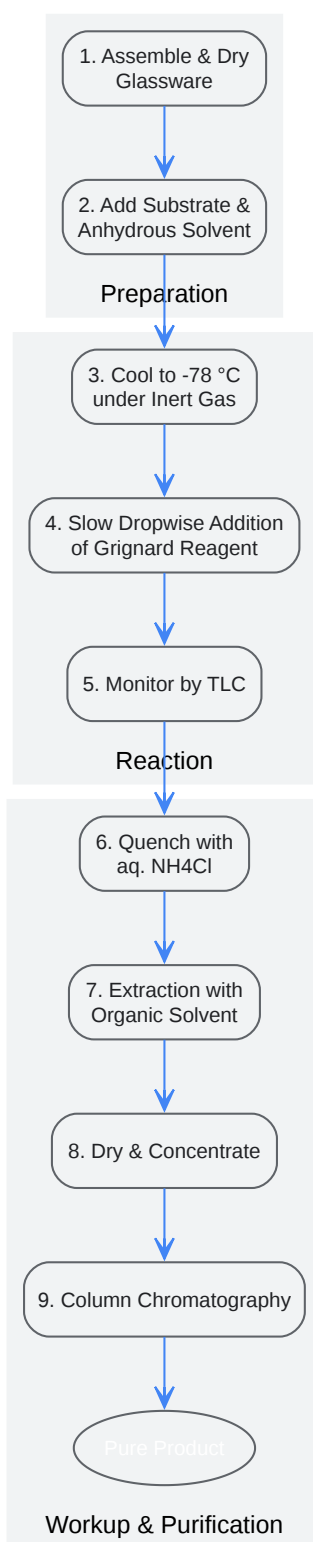 1. Assemble & Dry
Glassware
2. Add Substrate &
Anhydrous Solvent
Preparation
3. Cool to -78 °C
under Inert Gas
4. Slow Dropwise Addition
of Grignard Reagent
5. Monitor by TLC
Reaction
6. Quench with
aq. NH4Cl
7. Extraction with
Organic Solvent
8. Dry & Concentrate
9. Column Chromatography
Pure Product
Workup & Purification